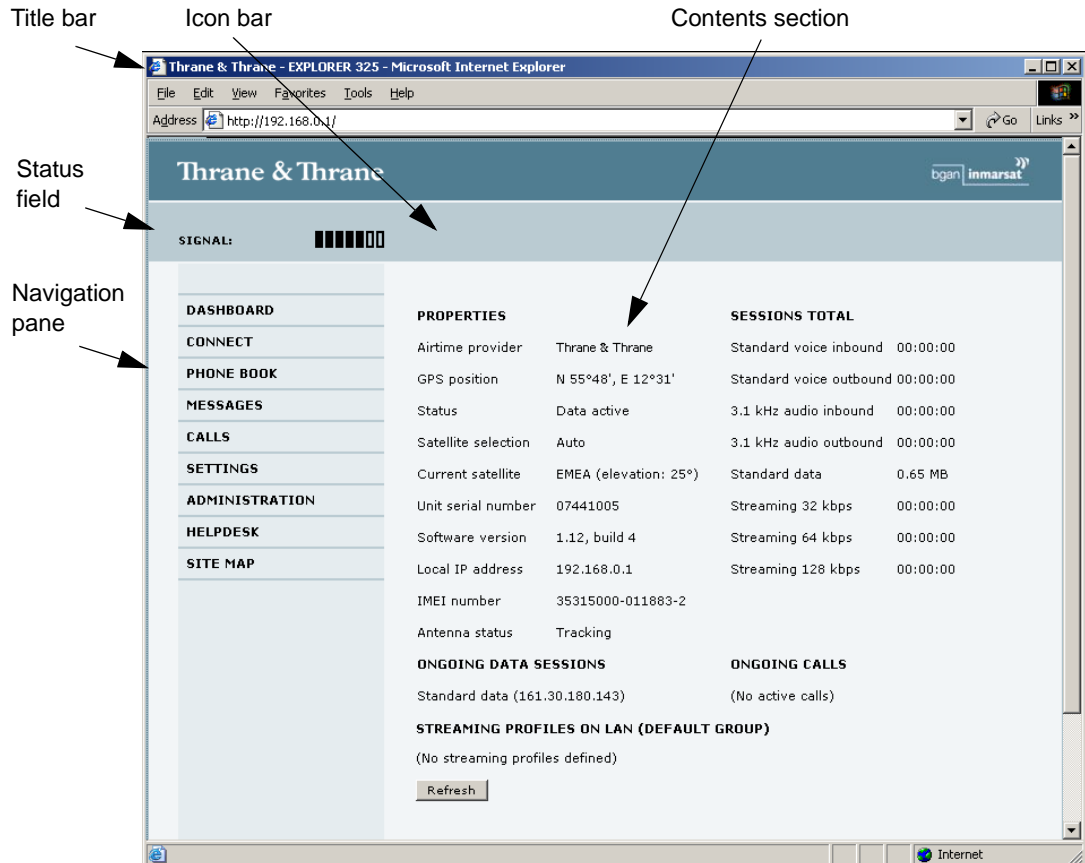 Title bar Icon bar Contents section
Thrane & Thrane - EXPLORER 325 - Microsoft Internet Explorer
File Edit View Favorites Tools Help
Address http://192.168.0.1/ Go Links »
Thrane & Thrane bgan inmarsat
Status
field
SIGNAL:
Navigation
pane
DASHBOARD
CONNECT
PHONE BOOK
MESSAGES
CALLS
SETTINGS
ADMINISTRATION
HELPDESK
SITE MAP
PROPERTIES
Airtime provider Thrane & Thrane
GPS position N 55°48', E 12°31'
Status Data active
Satellite selection Auto
Current satellite EMEA (elevation: 25°)
Unit serial number 07441005
Software version 1.12, build 4
Local IP address 192.168.0.1
IMEI number 35315000-011883-2
Antenna status Tracking
SESSIONS TOTAL
Standard voice inbound 00:00:00
Standard voice outbound 00:00:00
3.1 kHz audio inbound 00:00:00
3.1 kHz audio outbound 00:00:00
Standard data 0.65 MB
Streaming 32 kbps 00:00:00
Streaming 64 kbps 00:00:00
Streaming 128 kbps 00:00:00
ONGOING DATA SESSIONS
Standard data (161.30.180.143)
ONGOING CALLS
(No active calls)
STREAMING PROFILES ON LAN (DEFAULT GROUP)
(No streaming profiles defined)
Refresh
Internet